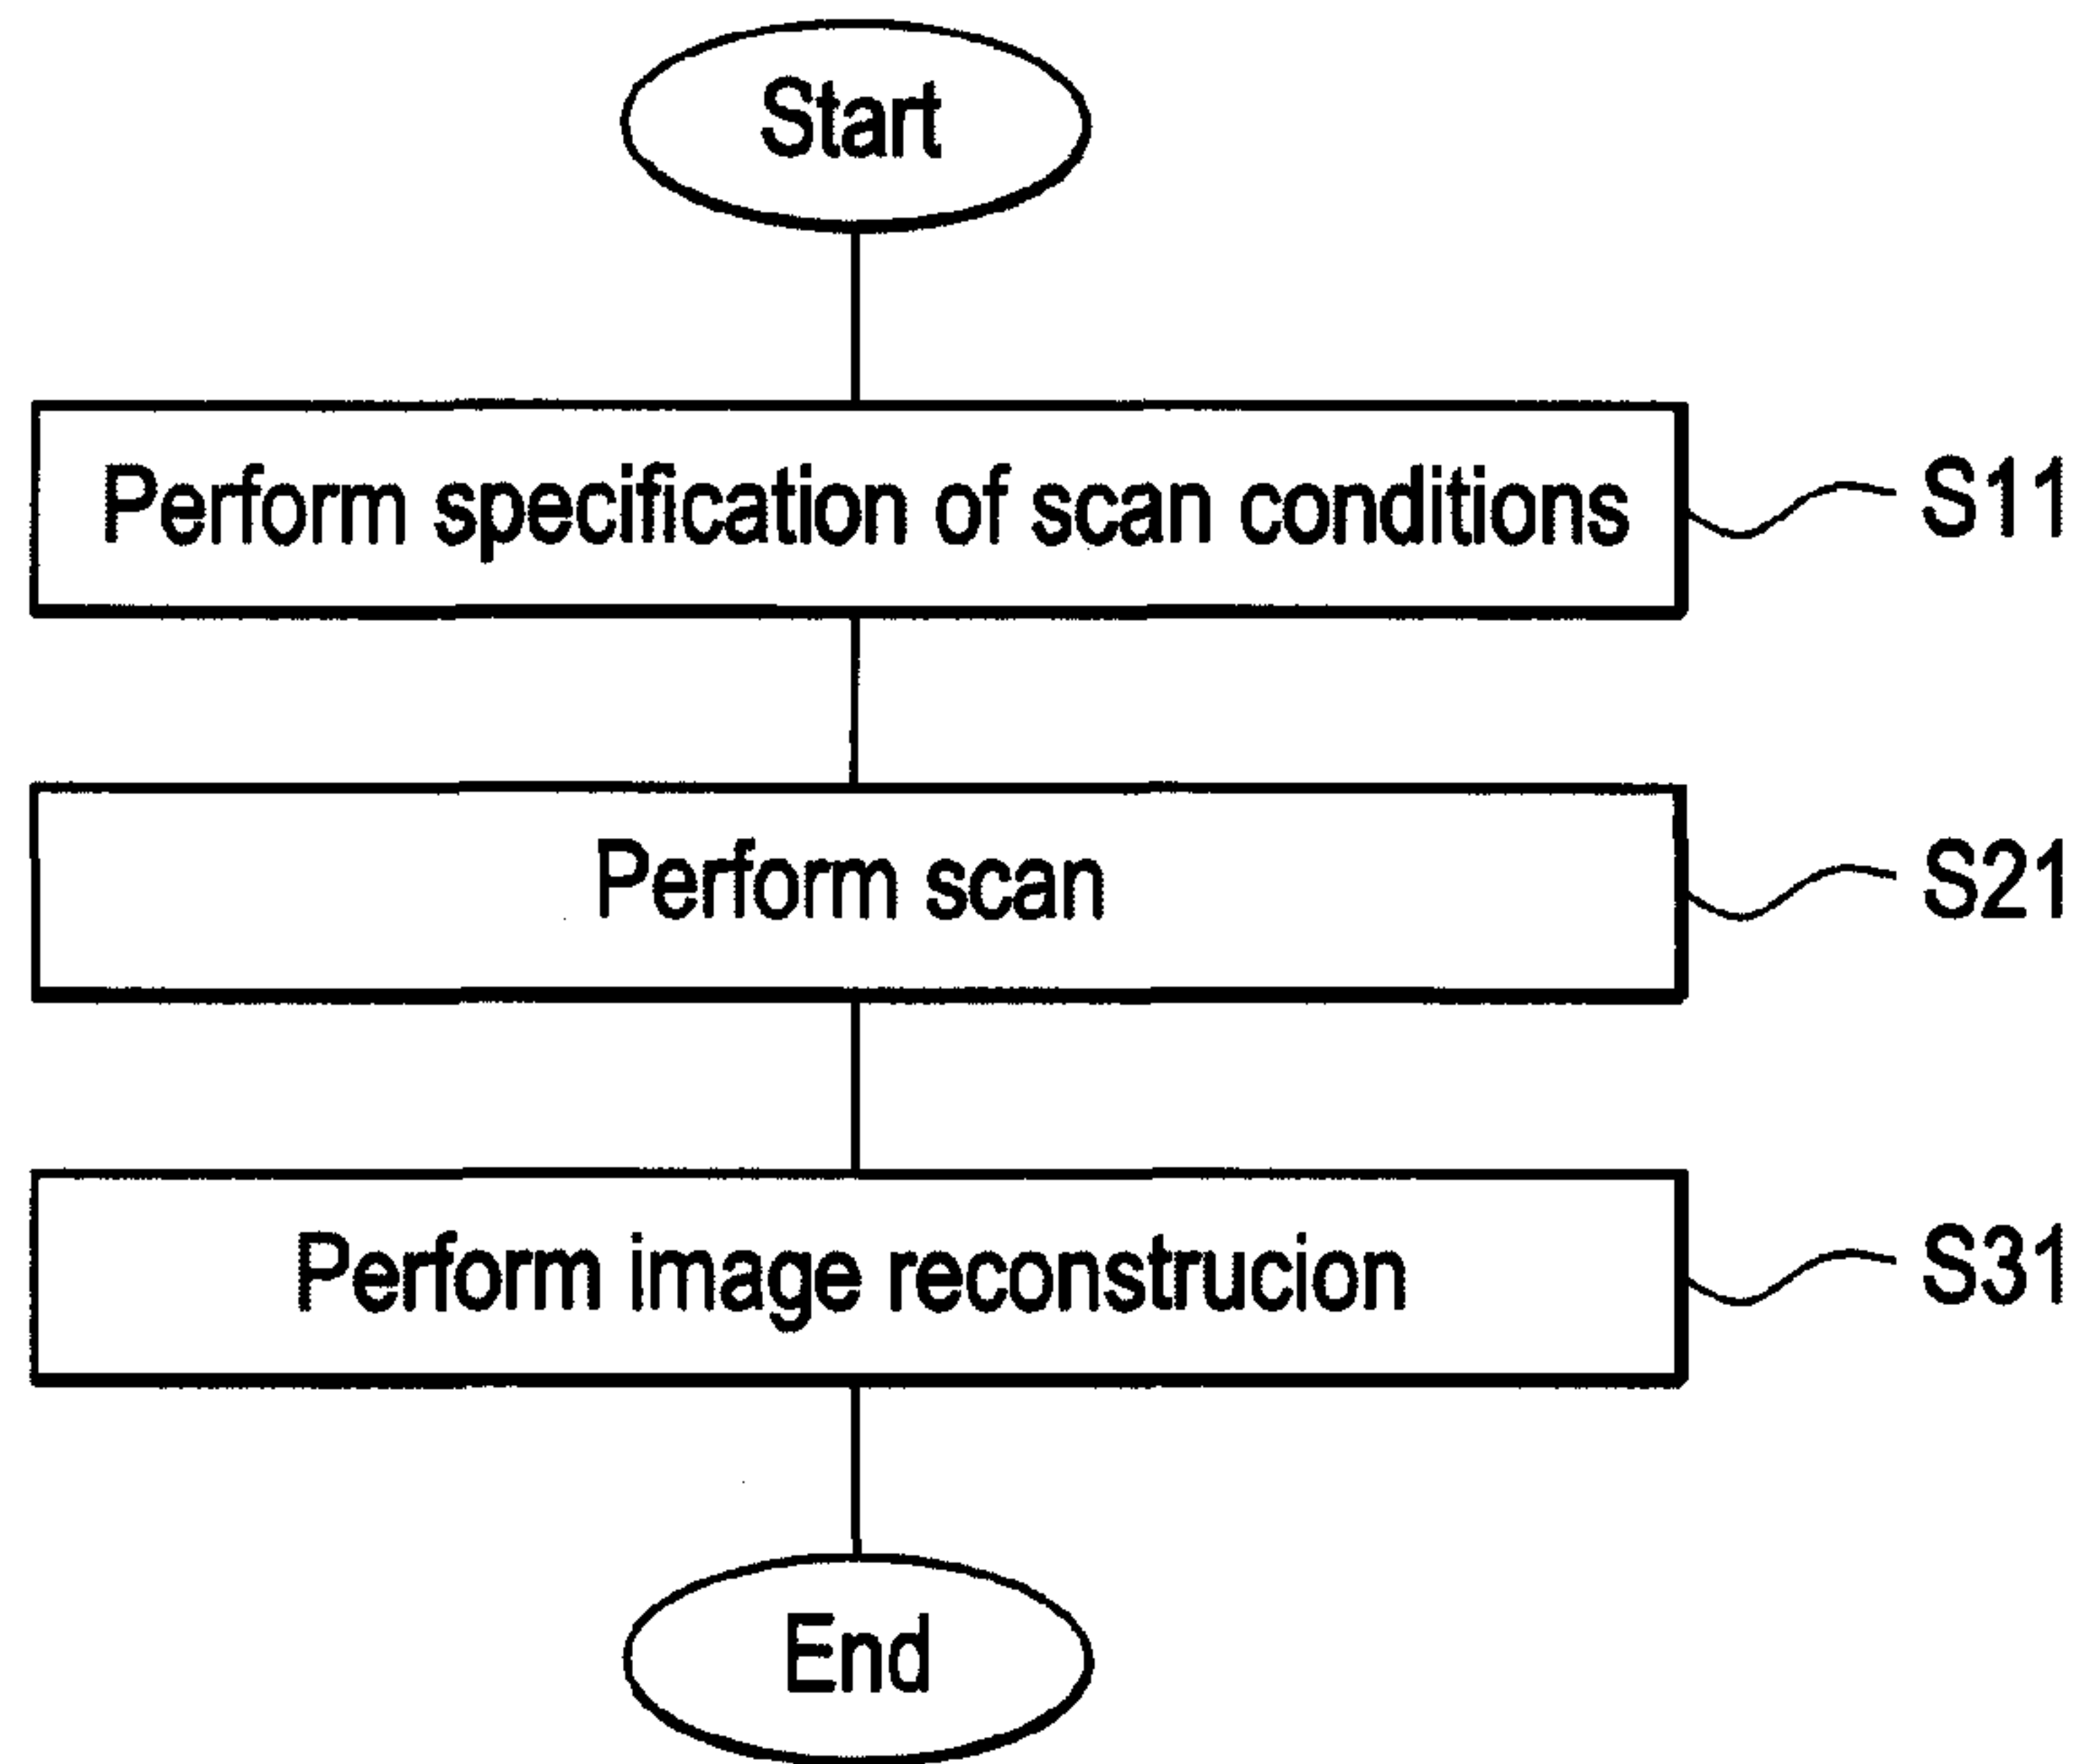 Start
Perform specification of scan conditions S11
Perform scan S21
Perform image reconstrucion S31
End